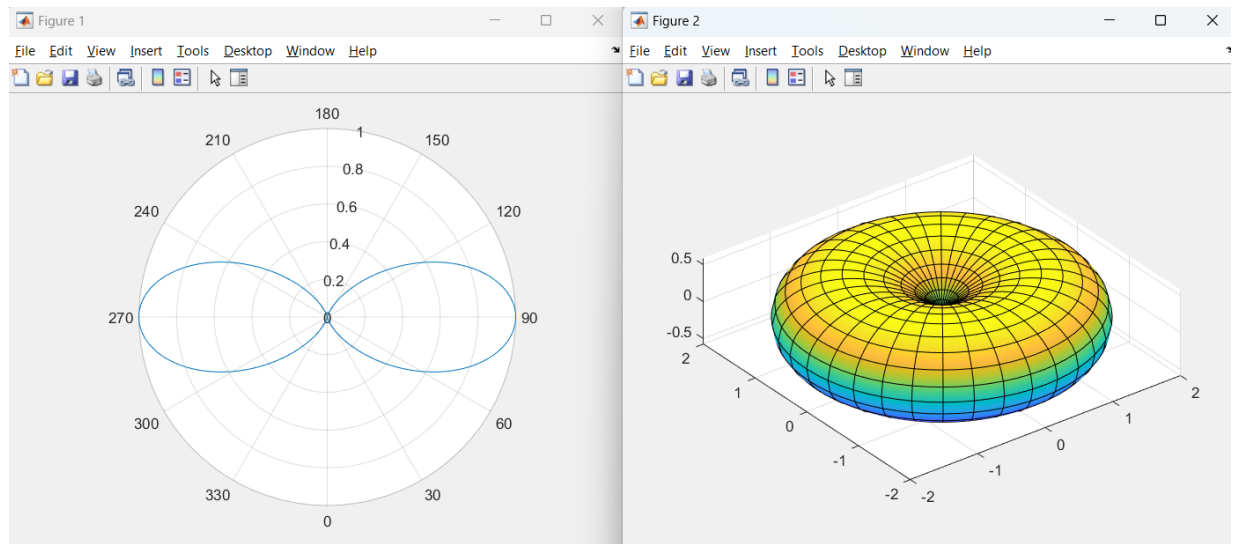 Figure 1
File Edit View Insert Tools Desktop Window Help
180
210 1 150
0.8
240 0.6 120
0.4
0.2
270 0 90
300 60
330 30
0
Figure 2
File Edit View Insert Tools Desktop Window Help
0.5
0
-0.5
2
1
0
-1
-2
-2
-1
0
1
2